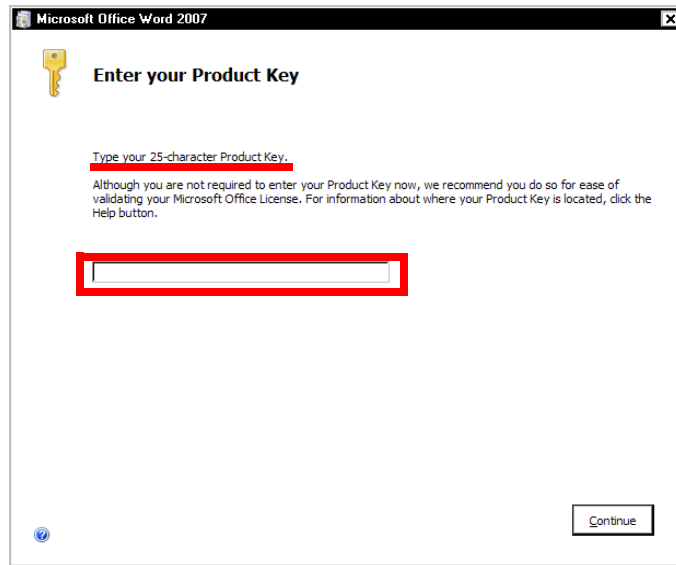 Microsoft Office Word 2007
Enter your Product Key
Type your 25-character Product Key.
Although you are not required to enter your Product Key now, we recommend you do so for ease of
validating your Microsoft Office License. For information about where your Product Key is located, click the
Help button.
Continue